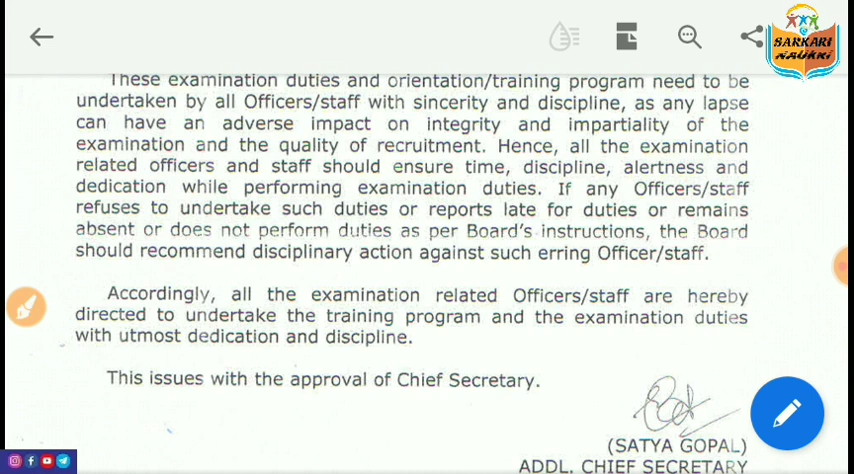 SARKARI
NAUKRI
These examination duties and orientation/training program need to be
undertaken by all Officers/staff with sincerity and discipline, as any lapse
can have an adverse impact on integrity and impartiality of the
examination and the quality of recruitment. Hence, all the examination
related officers and staff should ensure time, discipline, alertness and
dedication while performing examination duties. If any Officers/staff
refuses to undertake such duties or reports late for duties or remains
absent or does not perform duties as per Board's instructions, the Board
should recommend disciplinary action against such erring Officer/staff.
Accordingly, all the examination related Officers/staff are hereby
directed to undertake the training program and the examination duties
with utmost dedication and discipline.
This issues with the approval of Chief Secretary.
(SATYA GOPAL)
ADDL. CHIEF SECRETARY